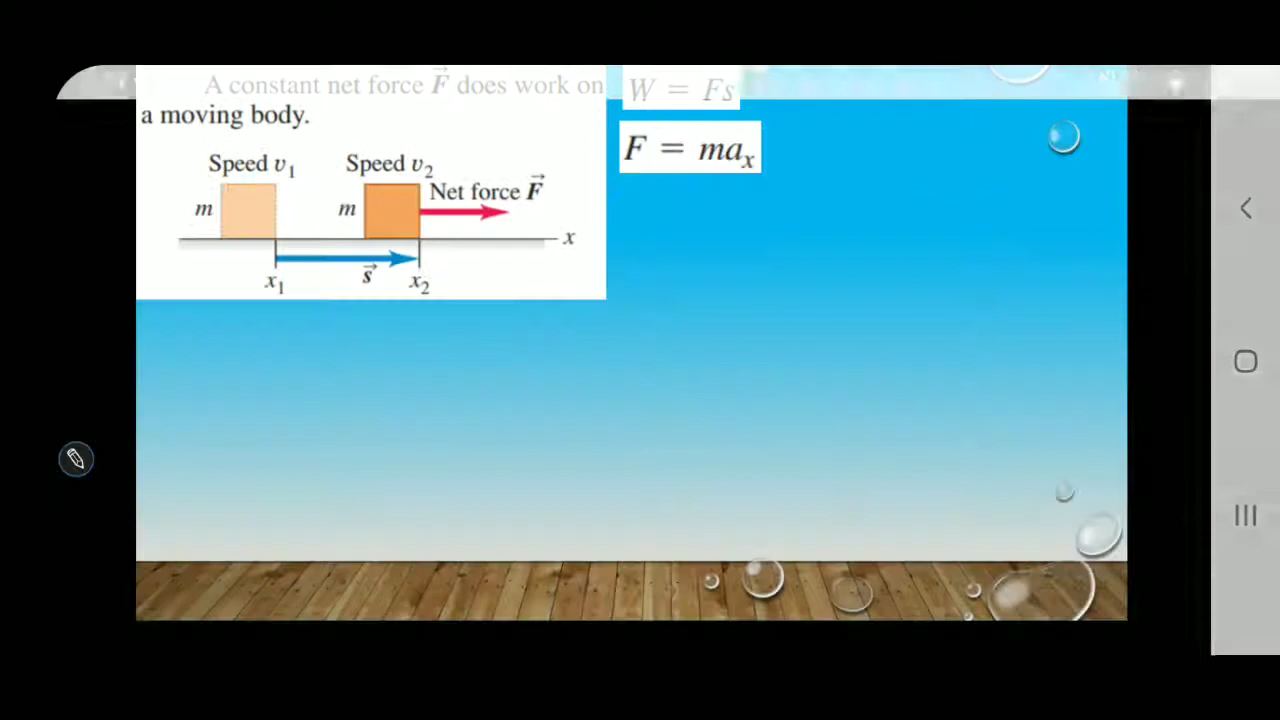 A constant net force F⃗ does work on
a moving body.
Speed v₁ Speed v₂
Net force F⃗
m m
x
s⃗
x₁ x₂
W = Fs
F = maₓ